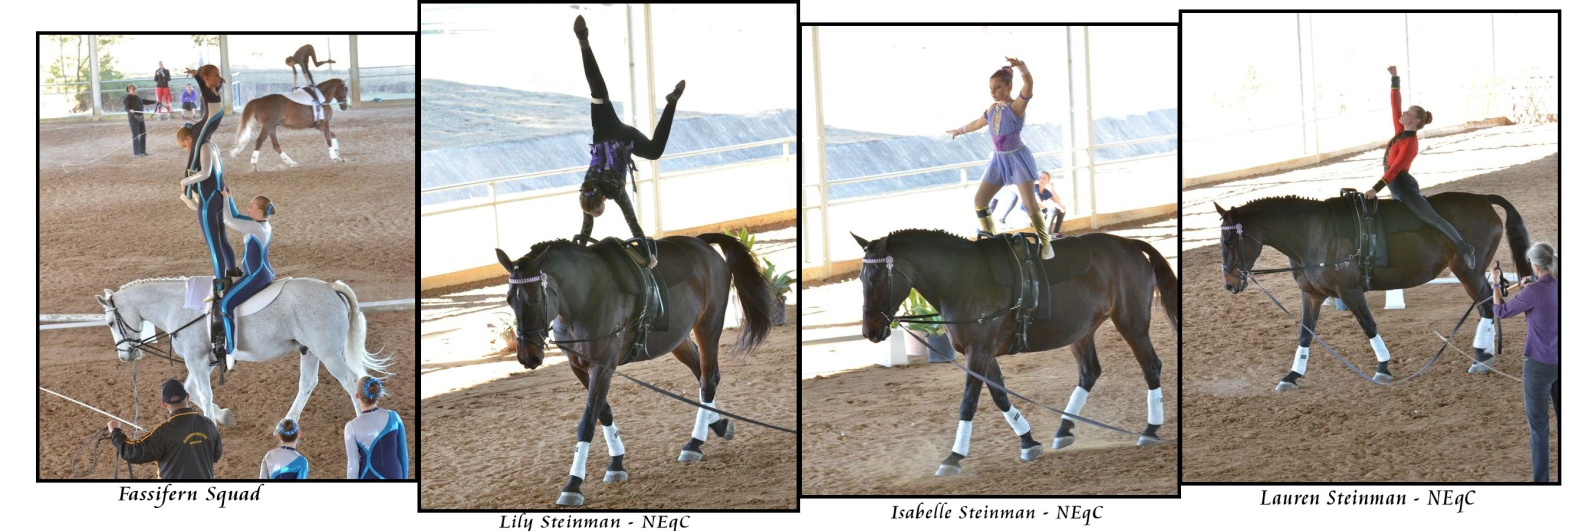 Fassifern Squad
Lily Steinman - NEqC
Isabelle Steinman - NEqC
Lauren Steinman - NEqC